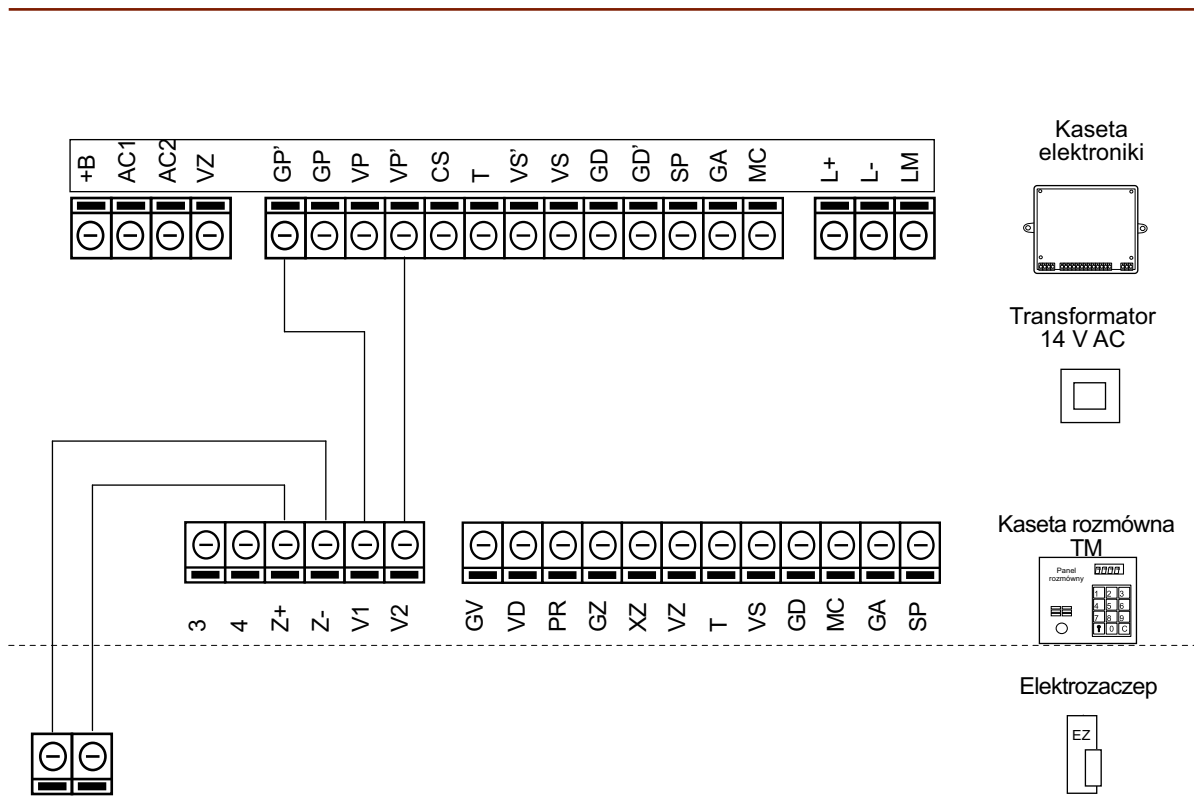 +B AC1 AC2 VZ GP' GP VP VP' CS T VS' VS GD GD' SP GA MC L+ L- LM
Kaseta
elektroniki
Transformator
14 V AC
3 4 Z+ Z- V1 V2 GV VD PR GZ XZ VZ T VS GD MC GA SP
Kaseta rozmówna
TM
Panel
rozmówny
1 2 3
4 5 6
7 8 9
0 C
Elektrozaczep
EZ